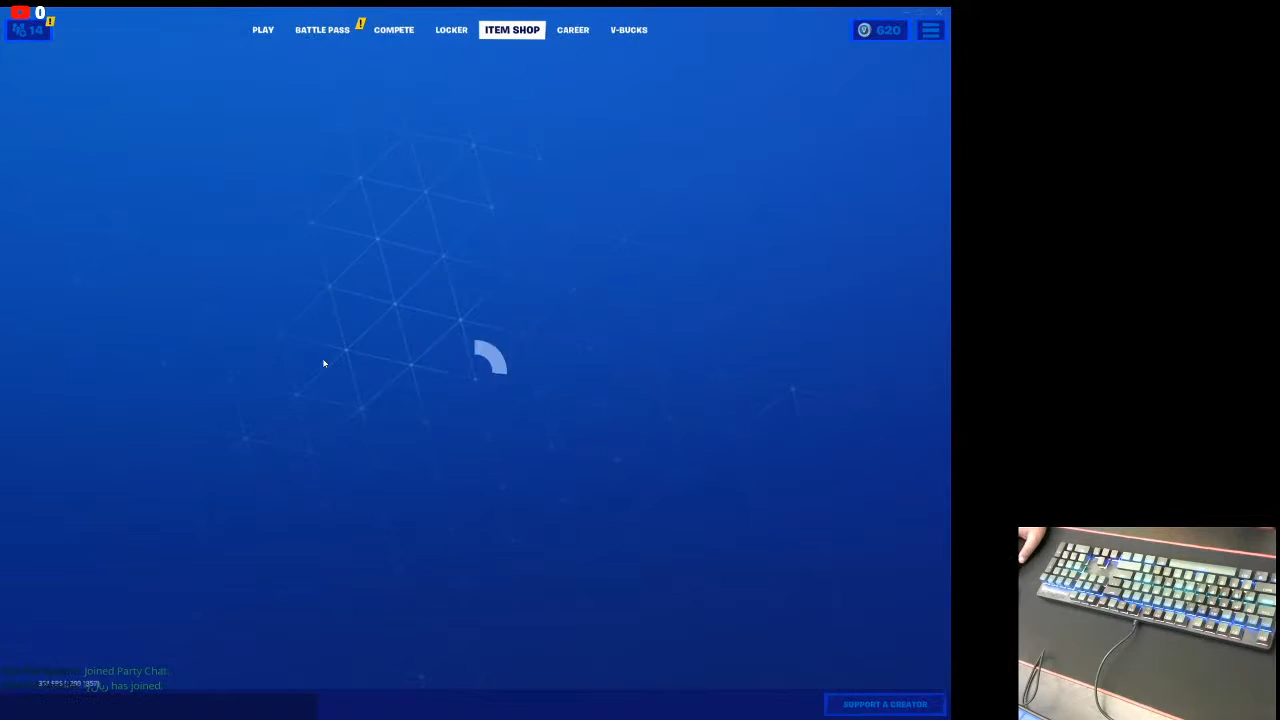 0
14
PLAY
BATTLE PASS
COMPETE
LOCKER
ITEM SHOP
CAREER
V-BUCKS
620
Joined Party Chat.
has joined.
SUPPORT A CREATOR